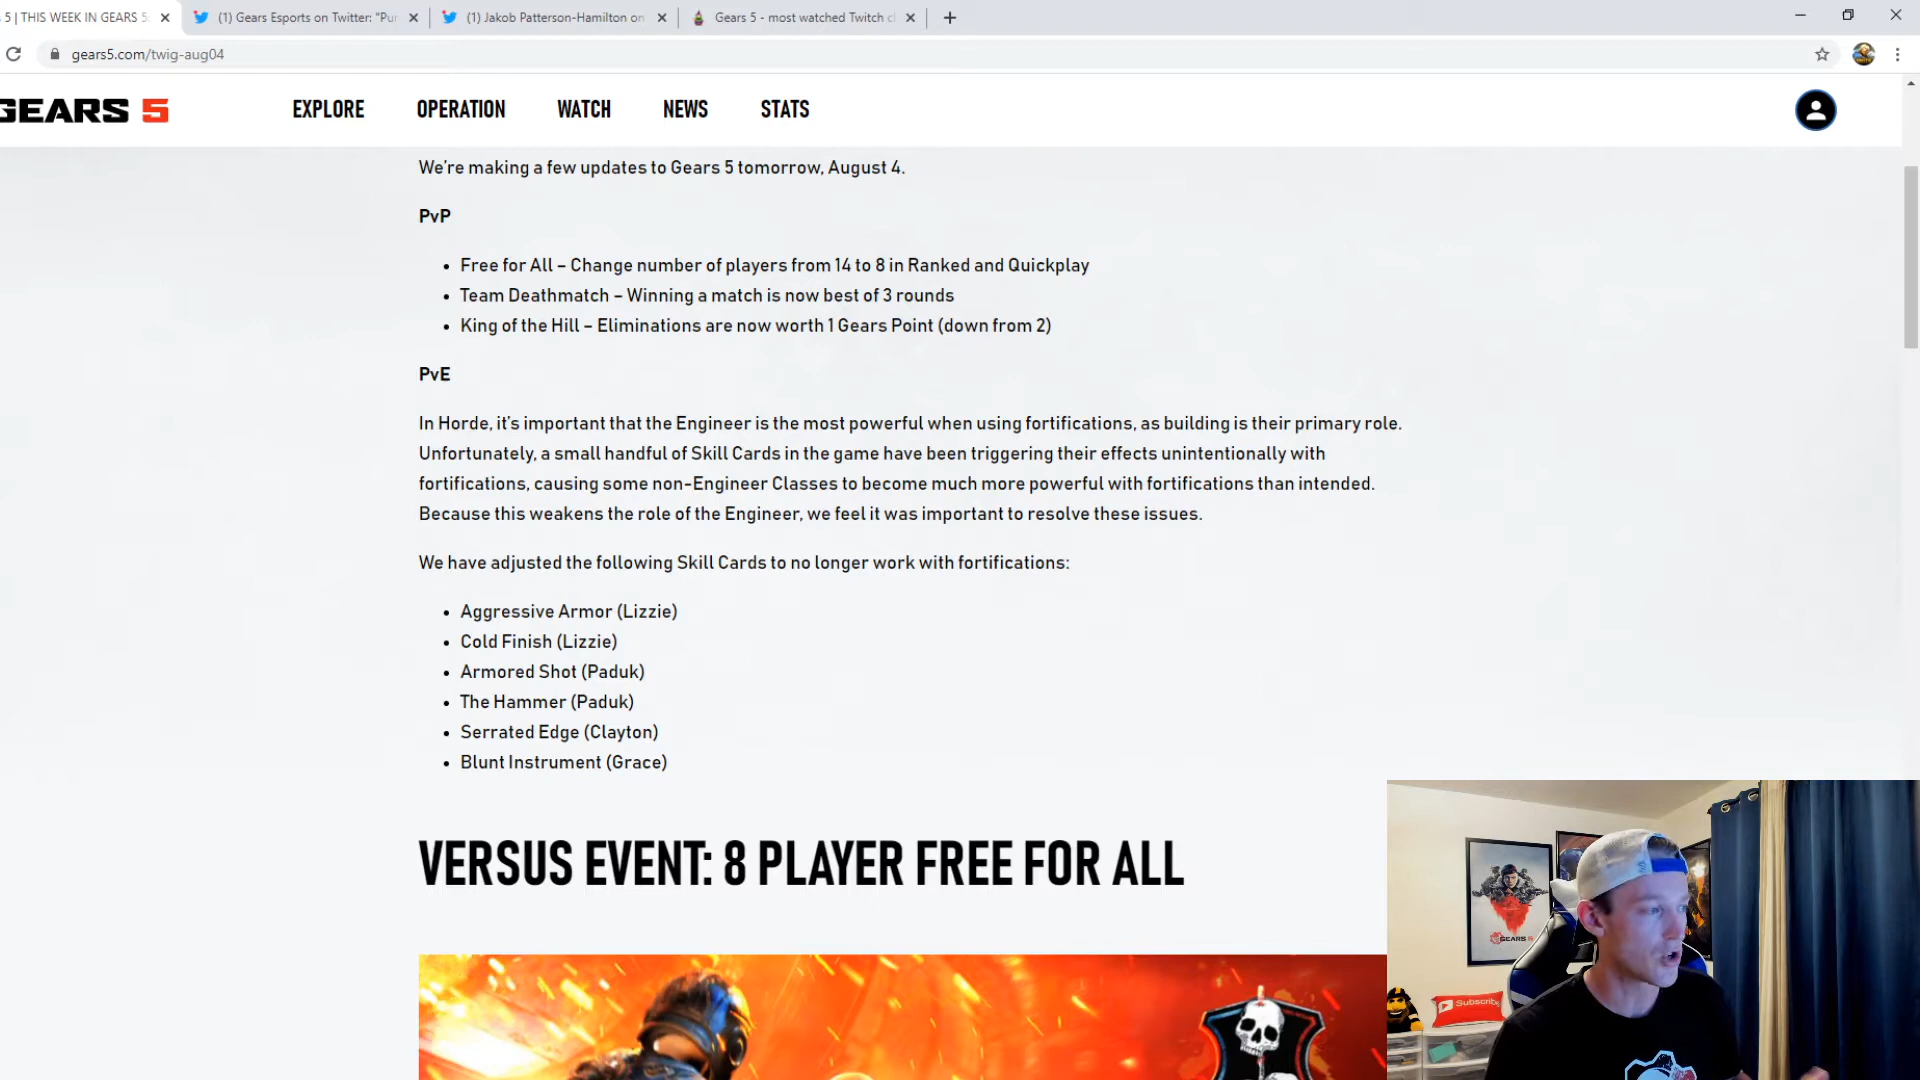 5 | THIS WEEK IN GEARS 5: (1) Gears Esports on Twitter: "Pur (1) Jakob Patterson-Hamilton on Gears 5 - most watched Twitch cl
gears5.com/twig-aug04
GEARS 5 EXPLORE OPERATION WATCH NEWS STATS
We're making a few updates to Gears 5 tomorrow, August 4.
PvP
• Free for All – Change number of players from 14 to 8 in Ranked and Quickplay
• Team Deathmatch – Winning a match is now best of 3 rounds
• King of the Hill – Eliminations are now worth 1 Gears Point (down from 2)
PvE
In Horde, it's important that the Engineer is the most powerful when using fortifications, as building is their primary role.
Unfortunately, a small handful of Skill Cards in the game have been triggering their effects unintentionally with
fortifications, causing some non-Engineer Classes to become much more powerful with fortifications than intended.
Because this weakens the role of the Engineer, we feel it was important to resolve these issues.
We have adjusted the following Skill Cards to no longer work with fortifications:
• Aggressive Armor (Lizzie)
• Cold Finish (Lizzie)
• Armored Shot (Paduk)
• The Hammer (Paduk)
• Serrated Edge (Clayton)
• Blunt Instrument (Grace)
VERSUS EVENT: 8 PLAYER FREE FOR ALL
GEARS 5
Subscribe